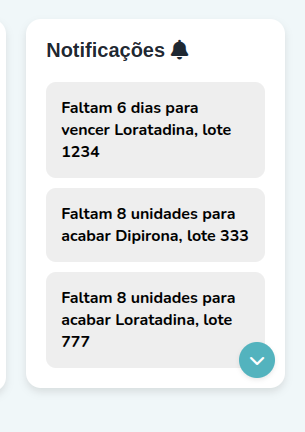 Notificações
Faltam 6 dias para
vencer Loratadina, lote
1234
Faltam 8 unidades para
acabar Dipirona, lote 333
Faltam 8 unidades para
acabar Loratadina, lote
777